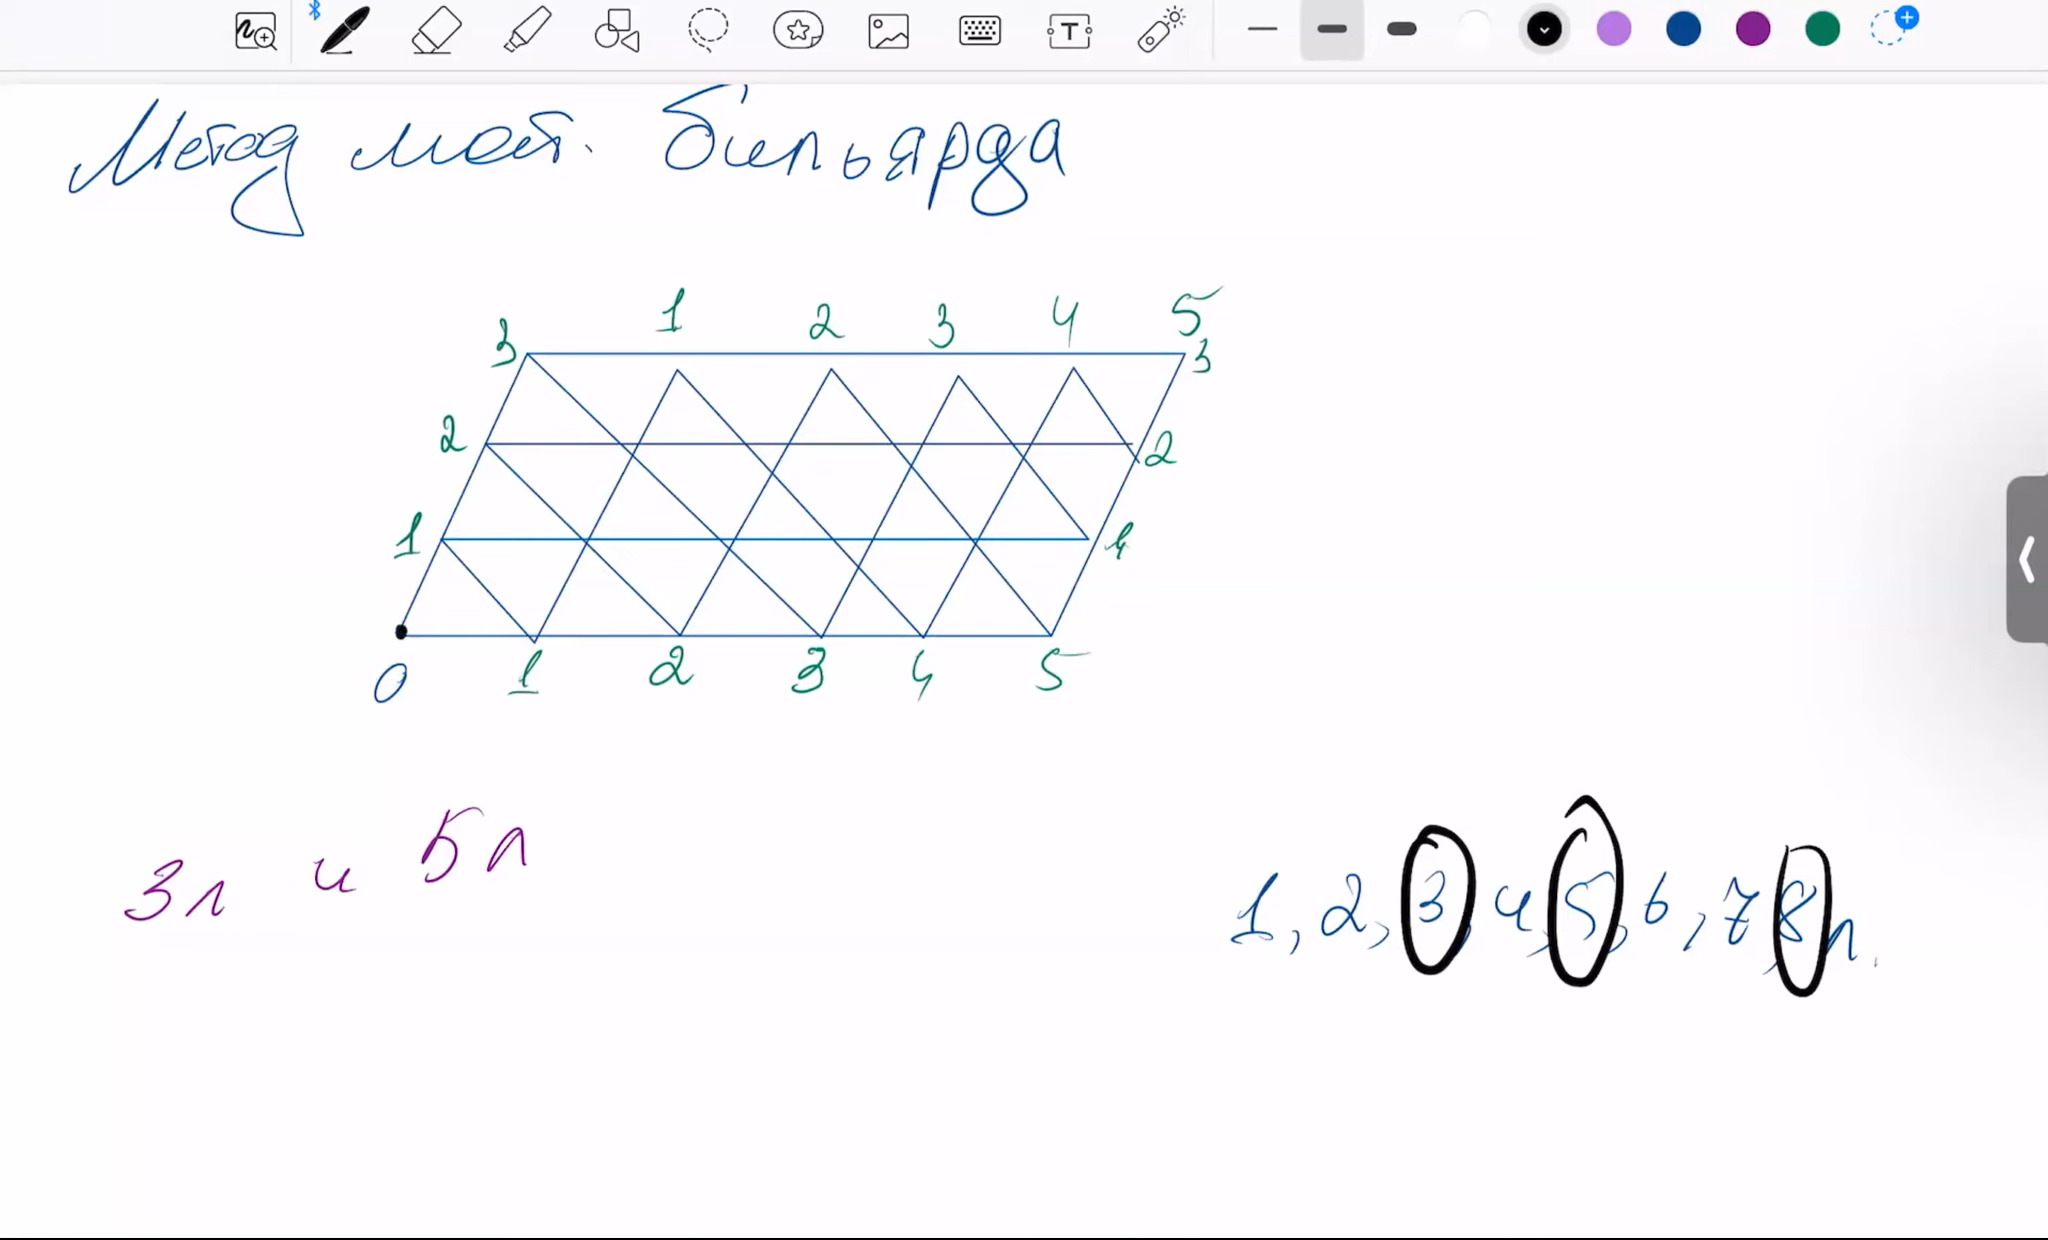 Метод мат. бильярда
3 1 2 3 4 5
3
2 2
1 1
0 1 2 3 4 5
3л и 5л
1, 2, 3, 4, 5, 6, 7, 8л.